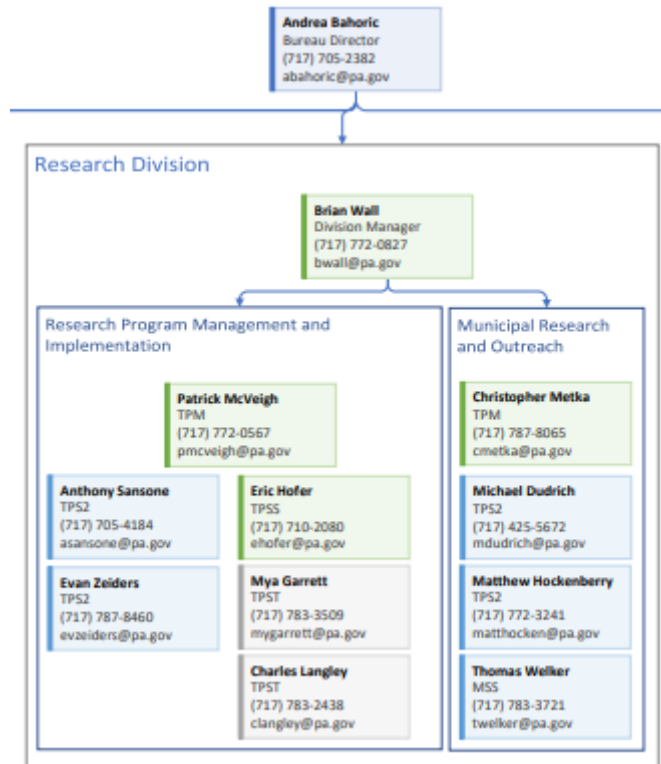 Andrea Bahoric
Bureau Director
(717) 705-2382
abahoric@pa.gov
Research Division
Brian Wall
Division Manager
(717) 772-0827
bwall@pa.gov
Research Program Management and
Implementation
Patrick McVeigh
TPM
(717) 772-0567
pmcveigh@pa.gov
Anthony Sansone
TPS2
(717) 705-4184
asansone@pa.gov
Eric Hofer
TPSS
(717) 710-2080
ehofer@pa.gov
Evan Zeiders
TPS2
(717) 787-8460
evzeiders@pa.gov
Mya Garrett
TPST
(717) 783-3509
mygarrett@pa.gov
Charles Langley
TPST
(717) 783-2438
clangley@pa.gov
Municipal Research
and Outreach
Christopher Metka
TPM
(717) 787-8065
cmetka@pa.gov
Michael Dudrich
TPS2
(717) 425-5672
mdudrich@pa.gov
Matthew Hockenberry
TPS2
(717) 772-3241
matthocken@pa.gov
Thomas Welker
MSS
(717) 783-3721
twelker@pa.gov